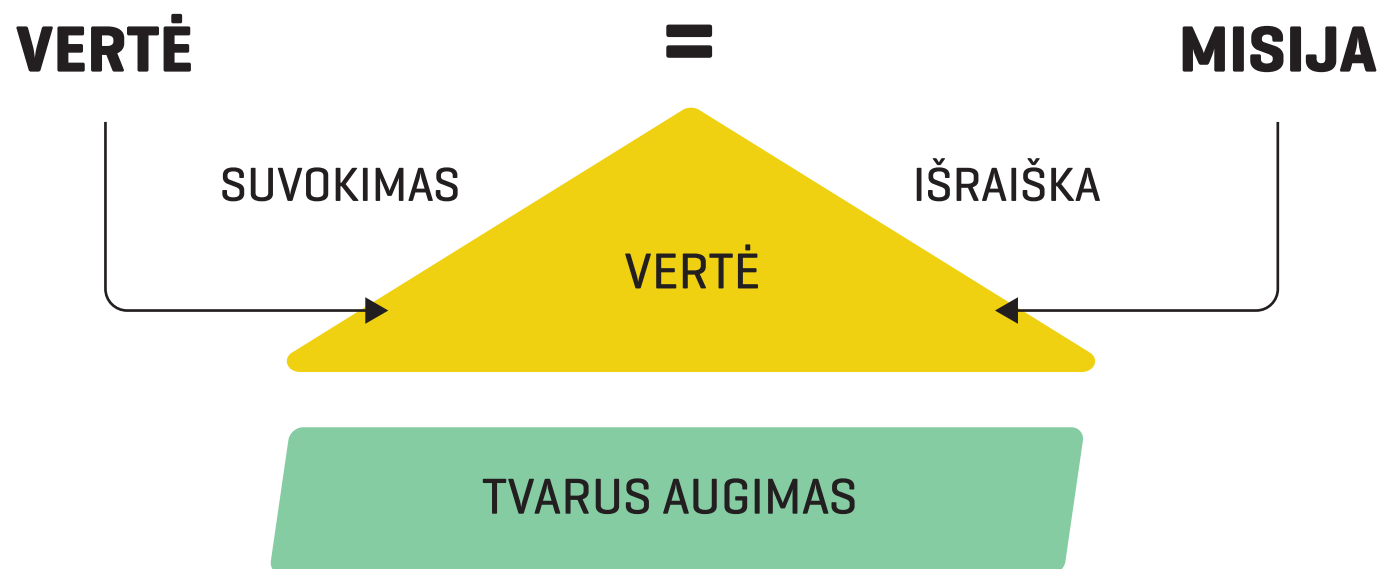 VERTĖ = MISIJA
SUVOKIMAS
IŠRAIŠKA
VERTĖ
TVARUS AUGIMAS